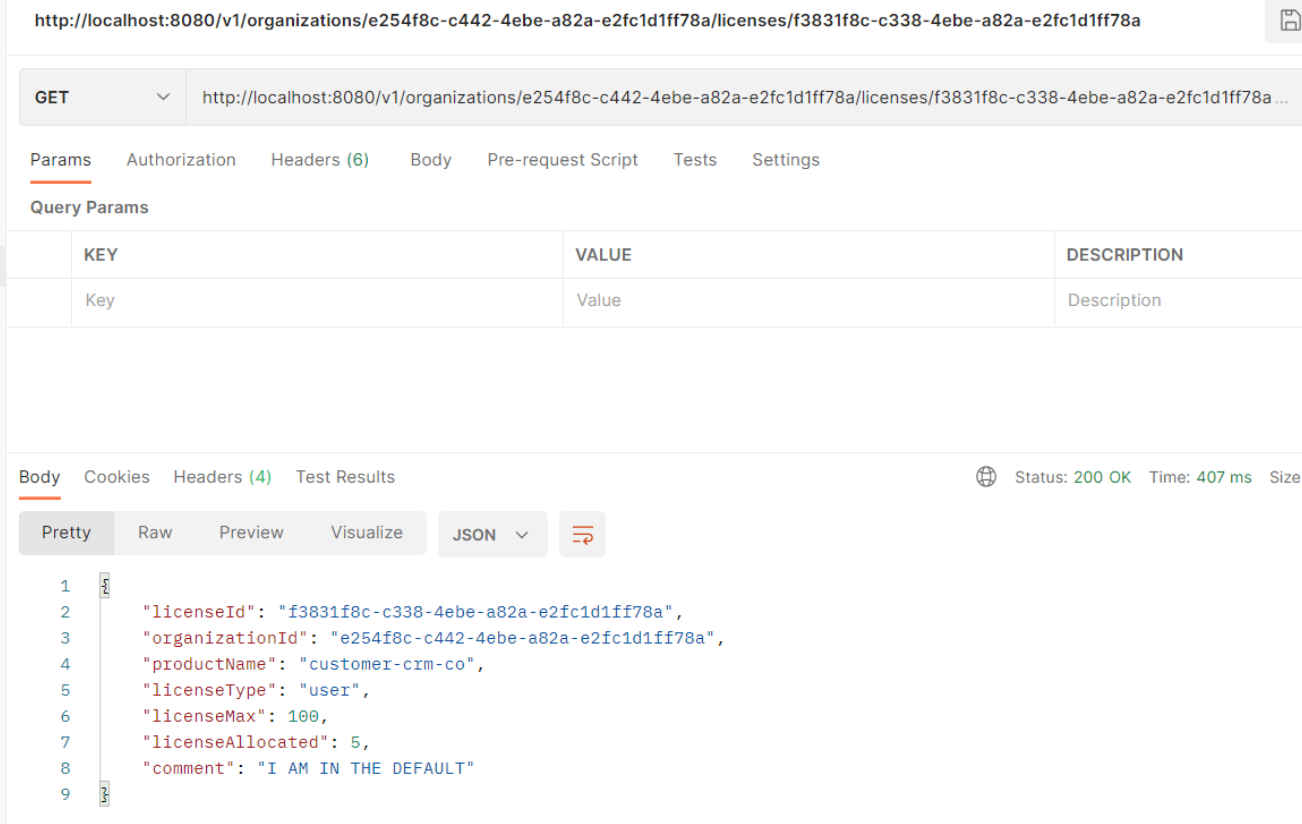 http://localhost:8080/v1/organizations/e254f8c-c442-4ebe-a82a-e2fc1d1ff78a/licenses/f3831f8c-c338-4ebe-a82a-e2fc1d1ff78a
GET http://localhost:8080/v1/organizations/e254f8c-c442-4ebe-a82a-e2fc1d1ff78a/licenses/f3831f8c-c338-4ebe-a82a-e2fc1d1ff78a ...
Params Authorization Headers (6) Body Pre-request Script Tests Settings
Query Params
KEY VALUE DESCRIPTION
Key Value Description
Body Cookies Headers (4) Test Results Status: 200 OK Time: 407 ms Size
Pretty Raw Preview Visualize JSON
1 {
2 "licenseId": "f3831f8c-c338-4ebe-a82a-e2fc1d1ff78a",
3 "organizationId": "e254f8c-c442-4ebe-a82a-e2fc1d1ff78a",
4 "productName": "customer-crm-co",
5 "licenseType": "user",
6 "licenseMax": 100,
7 "licenseAllocated": 5,
8 "comment": "I AM IN THE DEFAULT"
9 }